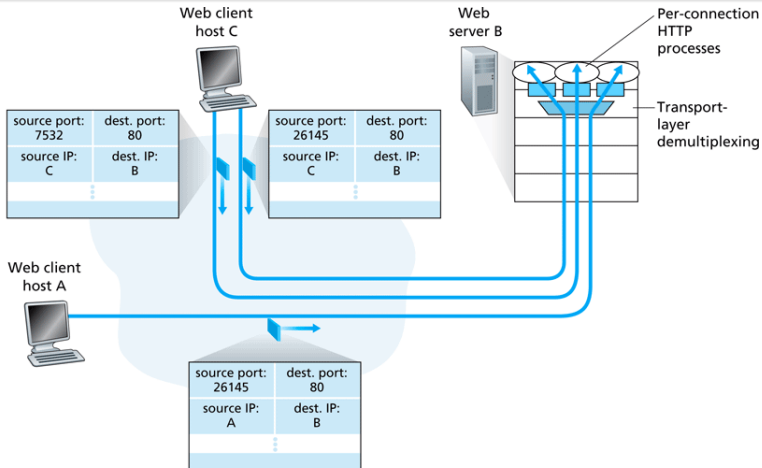 Web client
host C
Web
server B
Per-connection
HTTP
processes
Transport-
layer
demultiplexing
source port:
7532
dest. port:
80
source IP:
C
dest. IP:
B
source port:
26145
dest. port:
80
source IP:
C
dest. IP:
B
Web client
host A
source port:
26145
dest. port:
80
source IP:
A
dest. IP:
B